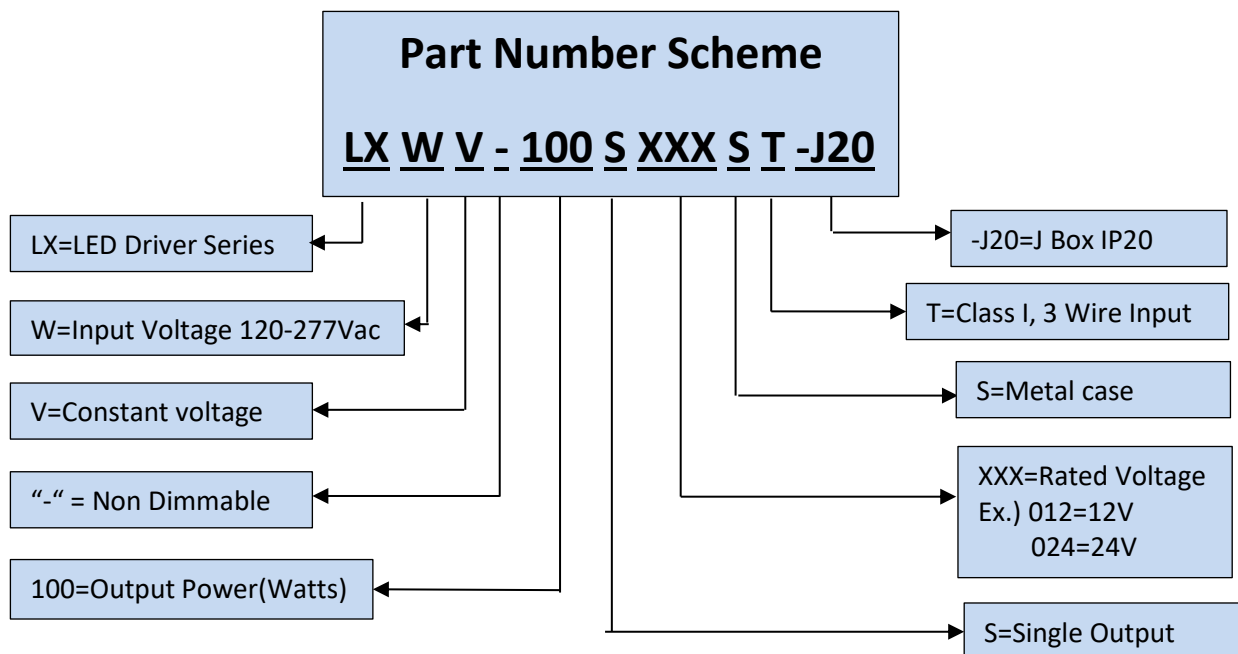 Part Number Scheme
LX W V - 100 S XXX S T -J20
LX=LED Driver Series
W=Input Voltage 120-277Vac
V=Constant voltage
“-“ = Non Dimmable
100=Output Power(Watts)
-J20=J Box IP20
T=Class I, 3 Wire Input
S=Metal case
XXX=Rated Voltage
Ex.) 012=12V
024=24V
S=Single Output